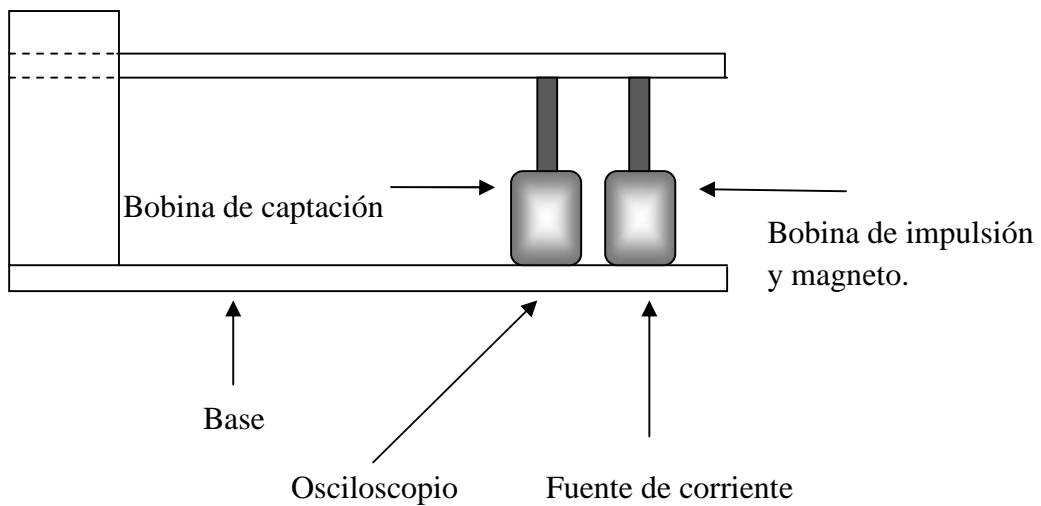 Bobina de captación
Bobina de impulsión
y magneto.
Base
Osciloscopio
Fuente de corriente